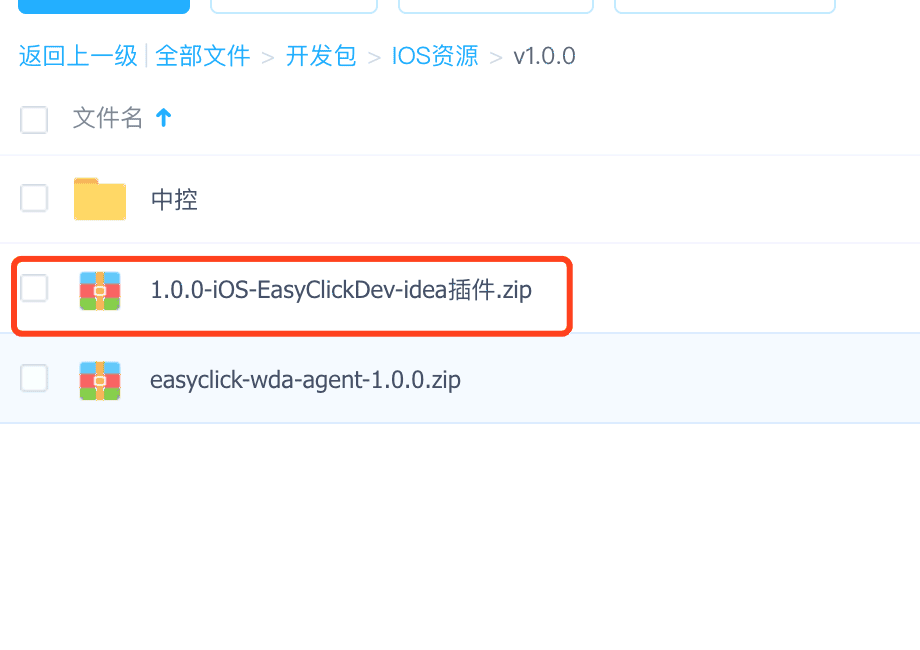 返回上一级 | 全部文件 > 开发包 > IOS资源 > v1.0.0
文件名
中控
1.0.0-iOS-EasyClickDev-idea插件.zip
easyclick-wda-agent-1.0.0.zip